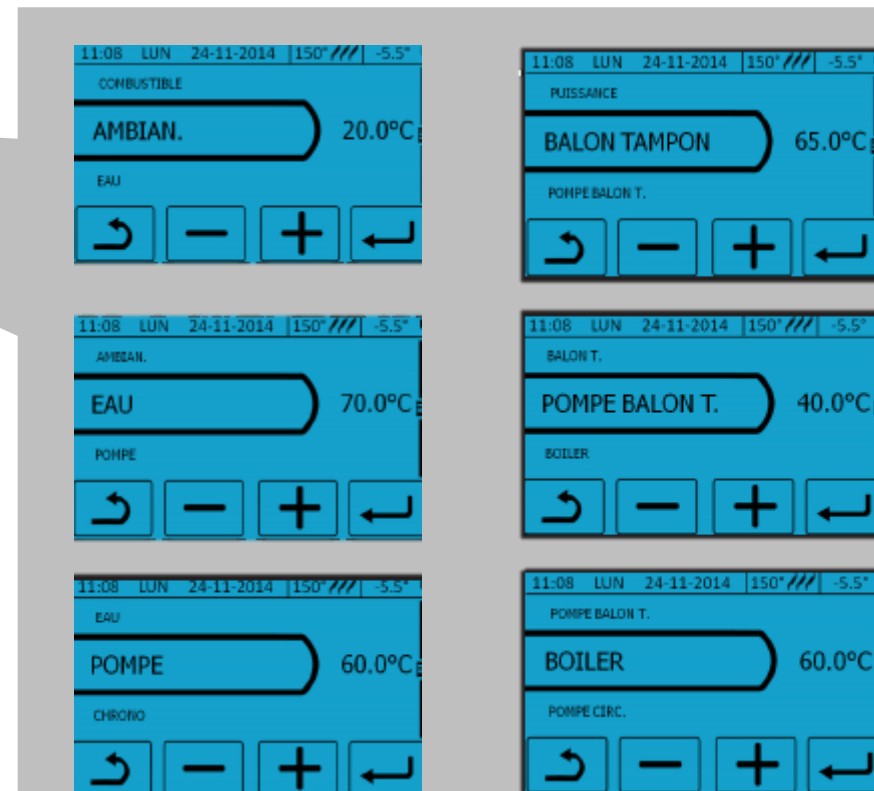 11:08 LUN 24-11-2014 150° -5.5°
COMBUSTIBLE
AMBIAN. 20.0°C
EAU
11:08 LUN 24-11-2014 150° -5.5°
PUISSANCE
BALON TAMPON 65.0°C
POMPE BALON T.
11:08 LUN 24-11-2014 150° -5.5°
AMBIAN.
EAU 70.0°C
POMPE
11:08 LUN 24-11-2014 150° -5.5°
BALON T.
POMPE BALON T. 40.0°C
BOILER
11:08 LUN 24-11-2014 150° -5.5°
EAU
POMPE 60.0°C
CHRONO
11:08 LUN 24-11-2014 150° -5.5°
POMPE BALON T.
BOILER 60.0°C
POMPE CIRC.